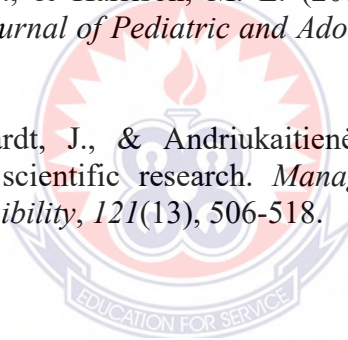 & Harrison, M. E. (20
urnal of Pediatric and Ado
ardt, J., & Andriukaitienė
scientific research. Manag
ibility, 121(13), 506-518.
EDUCATION FOR SERVICE